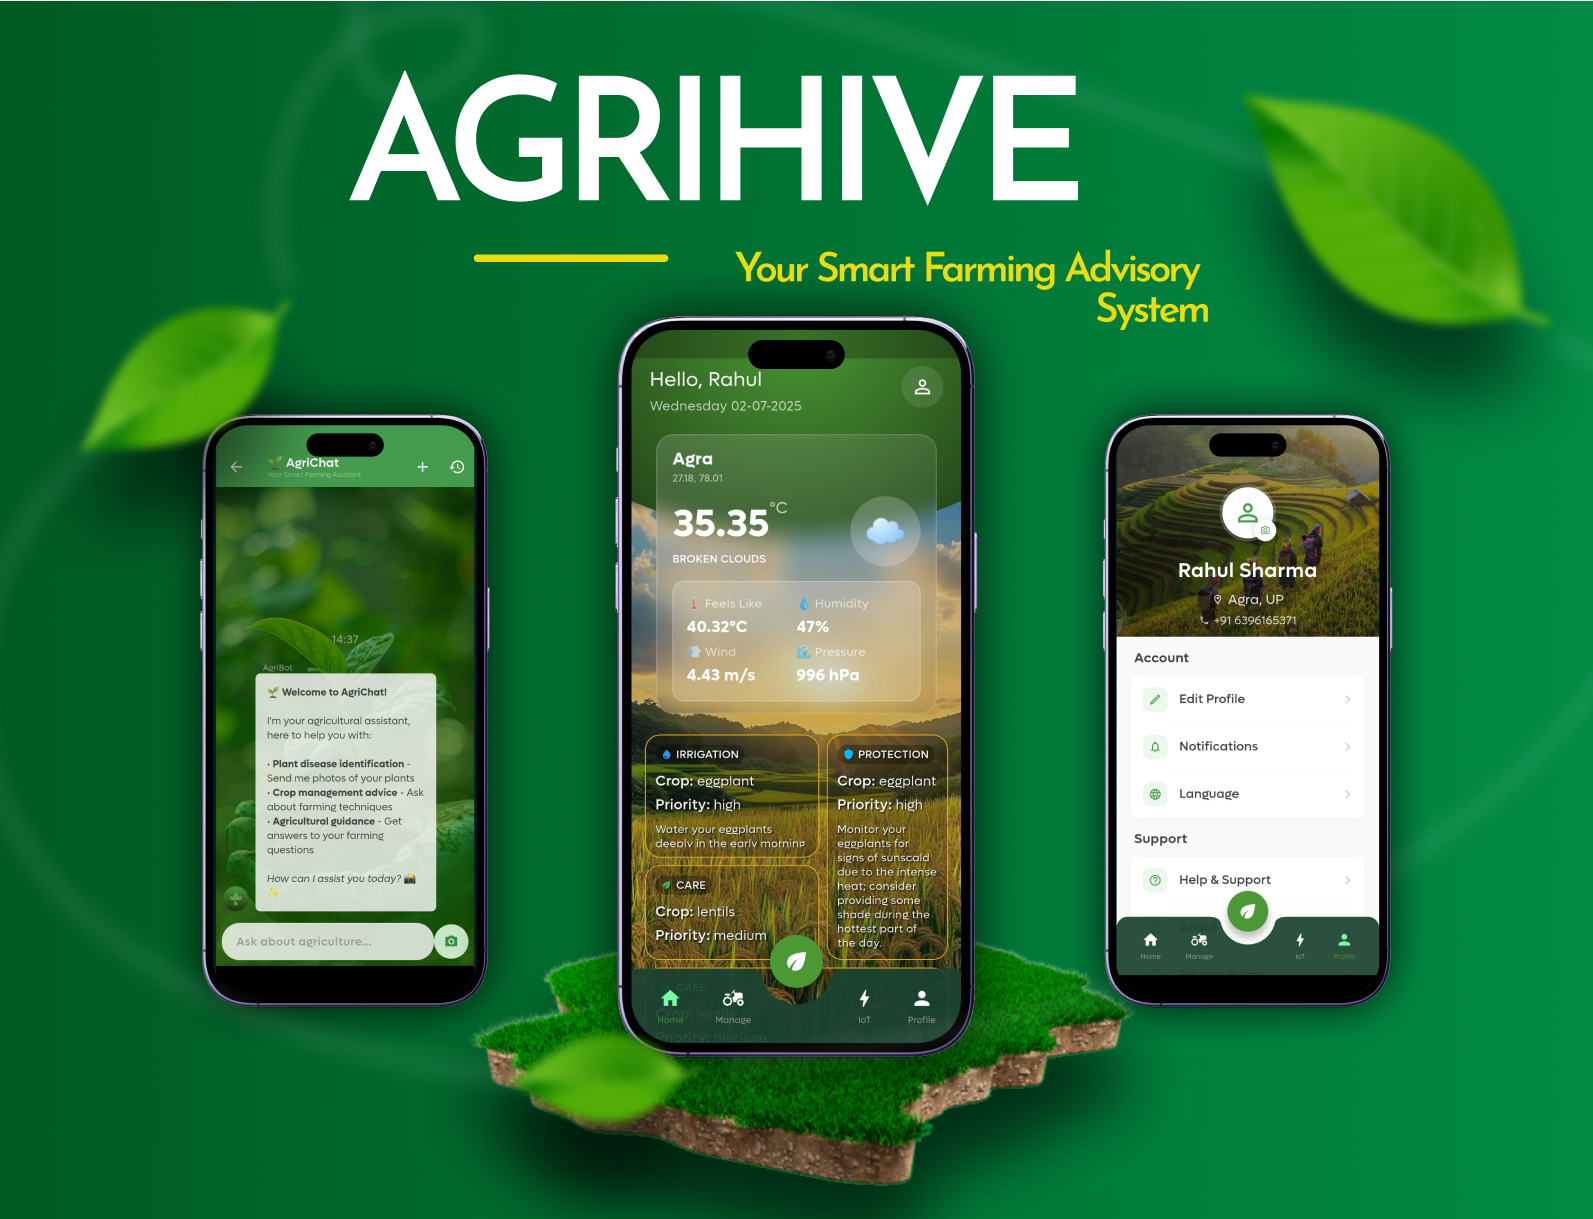 AGRIHIVE
Your Smart Farming Advisory
System
🌱 AgriChat
Your Smart Farming Assistant
14:37
AgriBot
🌱 Welcome to AgriChat!
I'm your agricultural assistant,
here to help you with:
• Plant disease identification -
Send me photos of your plants
• Crop management advice - Ask
about farming techniques
• Agricultural guidance - Get
answers to your farming
questions
How can I assist you today? 📸
✨
Ask about agriculture...
Hello, Rahul
Wednesday 02-07-2025
Agra
27.18, 78.01
35.35°C
BROKEN CLOUDS
Feels Like
Humidity
40.32°C
47%
Wind
Pressure
4.43 m/s
996 hPa
IRRIGATION
Crop: eggplant
Priority: high
Water your eggplants
deeply in the early morning
PROTECTION
Crop: eggplant
Priority: high
Monitor your
eggplants for
signs of sunscald
due to the intense
heat; consider
providing some
shade during the
hottest part of
the day.
CARE
Crop: lentils
Priority: medium
CARE
Crop: lentils
Priority: medium
Home
Manage
IoT
Profile
Rahul Sharma
Agra, UP
+91 6396165371
Account
Edit Profile
Notifications
Language
Support
Help & Support
About
Privacy Policy
Home
Manage
IoT
Profile